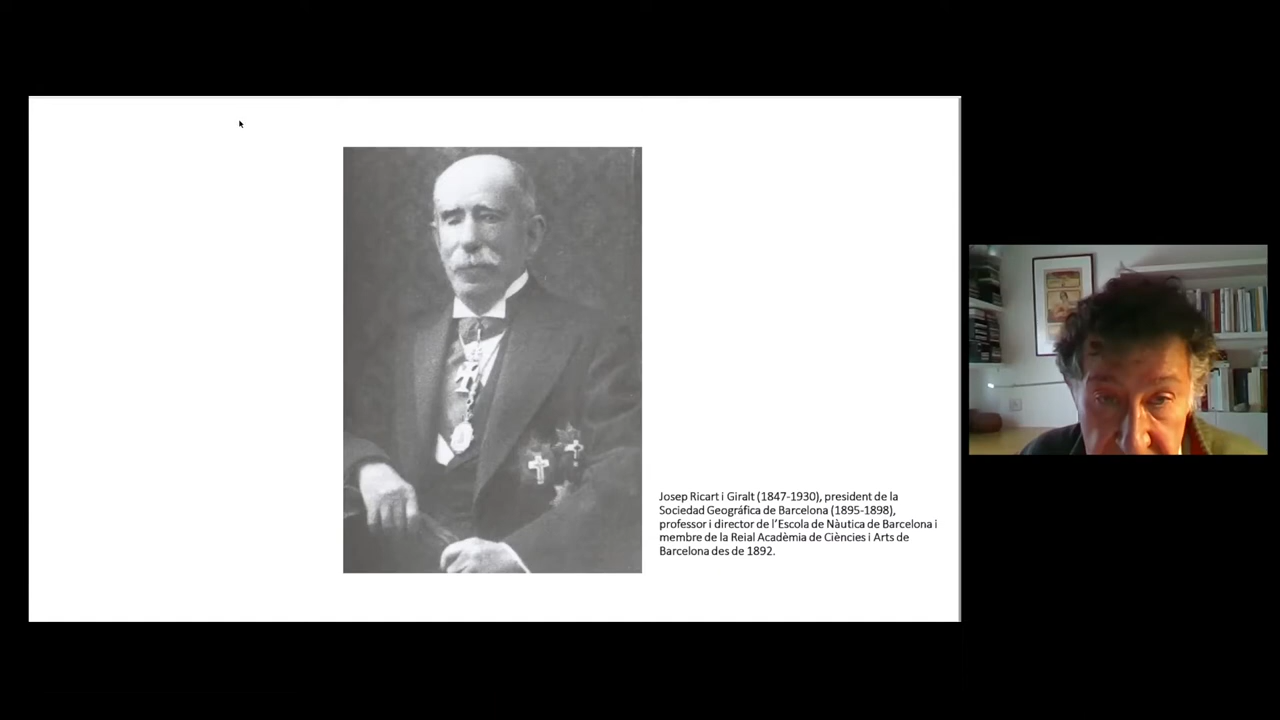 Josep Ricart i Giralt (1847-1930), president de la
Sociedad Geográfica de Barcelona (1895-1898),
professor i director de l’Escola de Nàutica de Barcelona i
membre de la Reial Acadèmia de Ciències i Arts de
Barcelona des de 1892.